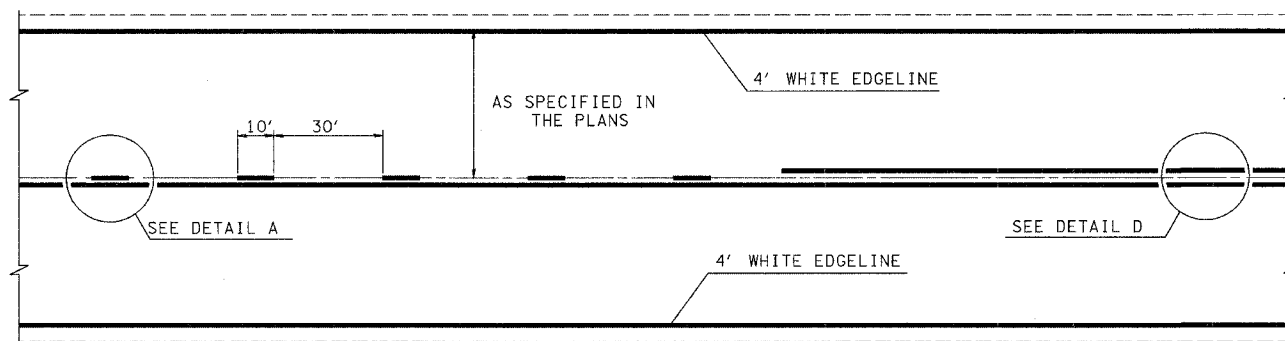 4' WHITE EDGELINE
AS SPECIFIED IN
THE PLANS
10'
30'
SEE DETAIL A
SEE DETAIL D
4' WHITE EDGELINE